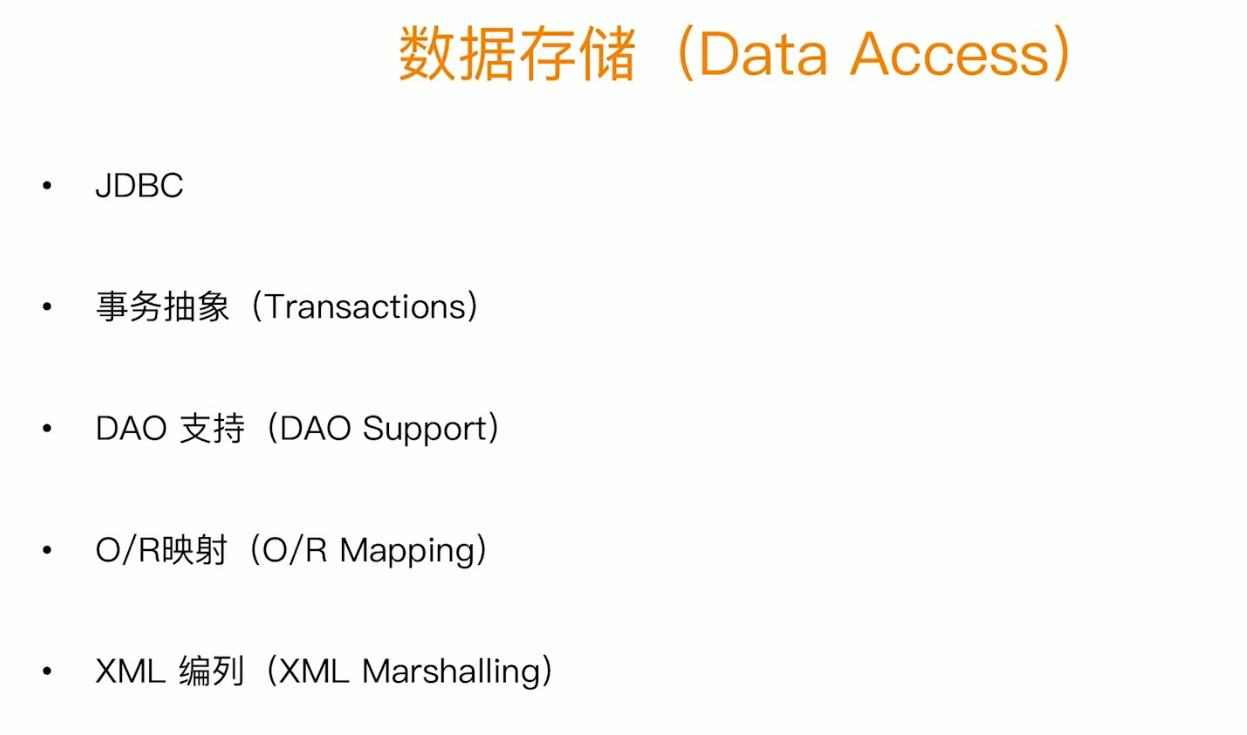 数据存储（Data Access）
• JDBC
• 事务抽象（Transactions）
• DAO 支持（DAO Support）
• O/R映射（O/R Mapping）
• XML 编列（XML Marshalling）